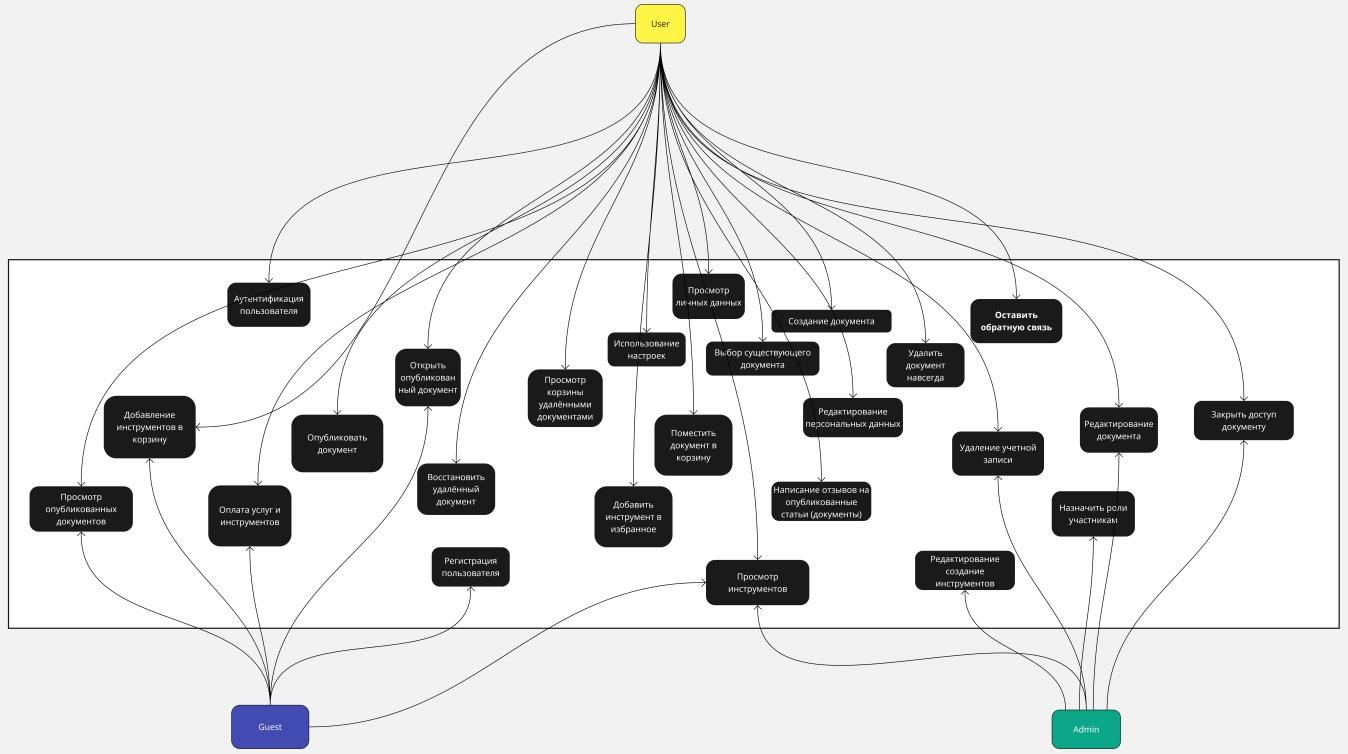 User
Аутентификация
пользователя
Просмотр
личных данных
Создание документа
Оставить
обратную связь
Использование
настроек
Выбор существующего
документа
Удалить
документ
навсегда
Открыть
опубликован
ный документ
Просмотр
корзины
удалёнными
документами
Добавление
инструментов в
корзину
Опубликовать
документ
Поместить
документ в
корзину
Редактирование
персональных данных
Удаление учетной
записи
Редактирование
документа
Закрыть доступ
документу
Просмотр
опубликованных
документов
Оплата услуг и
инструментов
Восстановить
удалённый
документ
Добавить
инструмент в
избранное
Написание отзывов на
опубликованные
статьи (документы)
Назначить роли
участникам
Регистрация
пользователя
Просмотр
инструментов
Редактирование
создание
инструментов
Guest
Admin